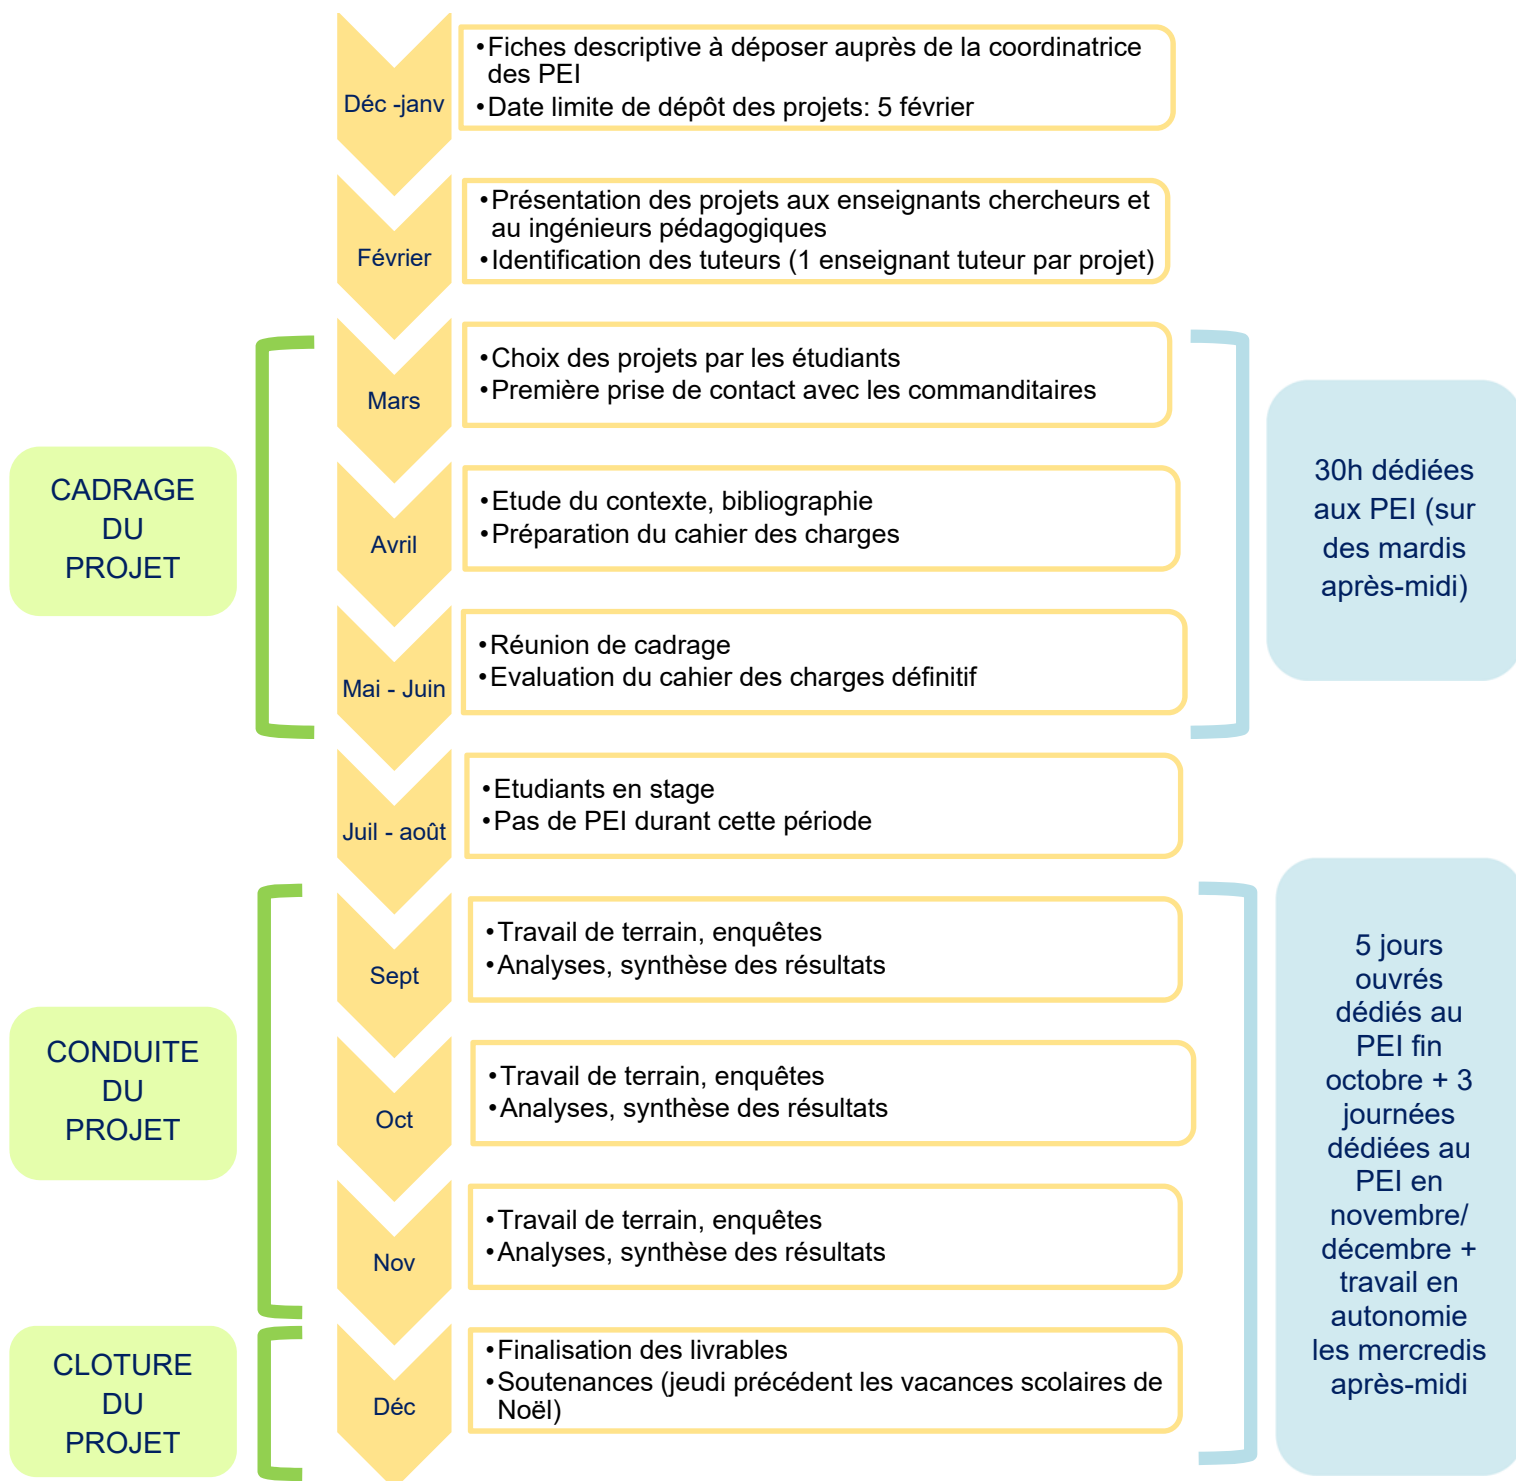 Déc -janv
•Fiches descriptive à déposer auprès de la coordinatrice
des PEI
•Date limite de dépôt des projets: 5 février
Février
•Présentation des projets aux enseignants chercheurs et
au ingénieurs pédagogiques
•Identification des tuteurs (1 enseignant tuteur par projet)
CADRAGE
DU
PROJET
Mars
•Choix des projets par les étudiants
•Première prise de contact avec les commanditaires
Avril
•Etude du contexte, bibliographie
•Préparation du cahier des charges
Mai - Juin
•Réunion de cadrage
•Evaluation du cahier des charges définitif
30h dédiées
aux PEI (sur
des mardis
après-midi)
Juil - août
•Etudiants en stage
•Pas de PEI durant cette période
CONDUITE
DU
PROJET
Sept
•Travail de terrain, enquêtes
•Analyses, synthèse des résultats
Oct
•Travail de terrain, enquêtes
•Analyses, synthèse des résultats
Nov
•Travail de terrain, enquêtes
•Analyses, synthèse des résultats
CLOTURE
DU
PROJET
Déc
•Finalisation des livrables
•Soutenances (jeudi précédent les vacances scolaires de
Noël)
5 jours
ouvrés
dédiés au
PEI fin
octobre + 3
journées
dédiées au
PEI en
novembre/
décembre +
travail en
autonomie
les mercredis
après-midi